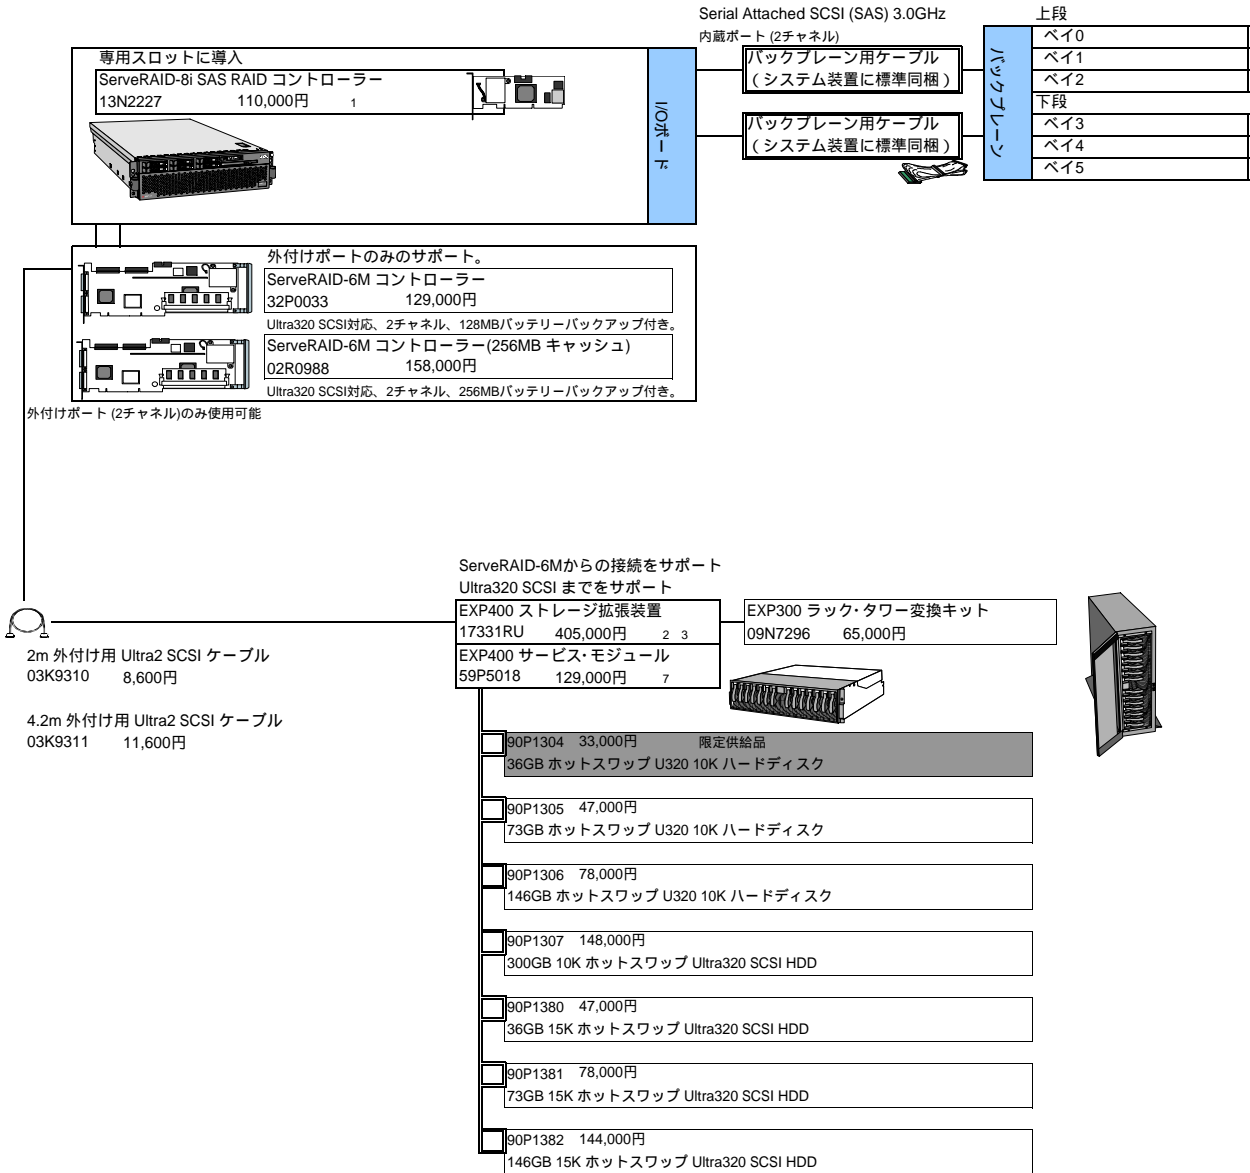 Serial Attached SCSI (SAS) 3.0GHz
内蔵ポート (2チャネル)
上段
ベイ0
ベイ1
ベイ2
下段
ベイ3
ベイ4
ベイ5
バックプレーン
バックプレーン用ケーブル
(システム装置に標準同梱)
バックプレーン用ケーブル
(システム装置に標準同梱)
I/Oボード
専用スロットに導入
ServeRAID-8i SAS RAID コントローラー
13N2227 110,000円 1
外付けポートのみのサポート。
ServeRAID-6M コントローラー
32P0033 129,000円
Ultra320 SCSI対応、2チャネル、128MBバッテリーバックアップ付き。
ServeRAID-6M コントローラー(256MB キャッシュ)
02R0988 158,000円
Ultra320 SCSI対応、2チャネル、256MBバッテリーバックアップ付き。
外付けポート (2チャネル)のみ使用可能
ServeRAID-6Mからの接続をサポート
Ultra320 SCSI までをサポート
EXP400 ストレージ拡張装置
17331RU 405,000円 2 3
EXP400 サービス・モジュール
59P5018 129,000円 7
EXP300 ラック・タワー変換キット
09N7296 65,000円
2m 外付け用 Ultra2 SCSI ケーブル
03K9310 8,600円
4.2m 外付け用 Ultra2 SCSI ケーブル
03K9311 11,600円
90P1304 33,000円 限定供給品
36GB ホットスワップ U320 10K ハードディスク
90P1305 47,000円
73GB ホットスワップ U320 10K ハードディスク
90P1306 78,000円
146GB ホットスワップ U320 10K ハードディスク
90P1307 148,000円
300GB 10K ホットスワップ Ultra320 SCSI HDD
90P1380 47,000円
36GB 15K ホットスワップ Ultra320 SCSI HDD
90P1381 78,000円
73GB 15K ホットスワップ Ultra320 SCSI HDD
90P1382 144,000円
146GB 15K ホットスワップ Ultra320 SCSI HDD